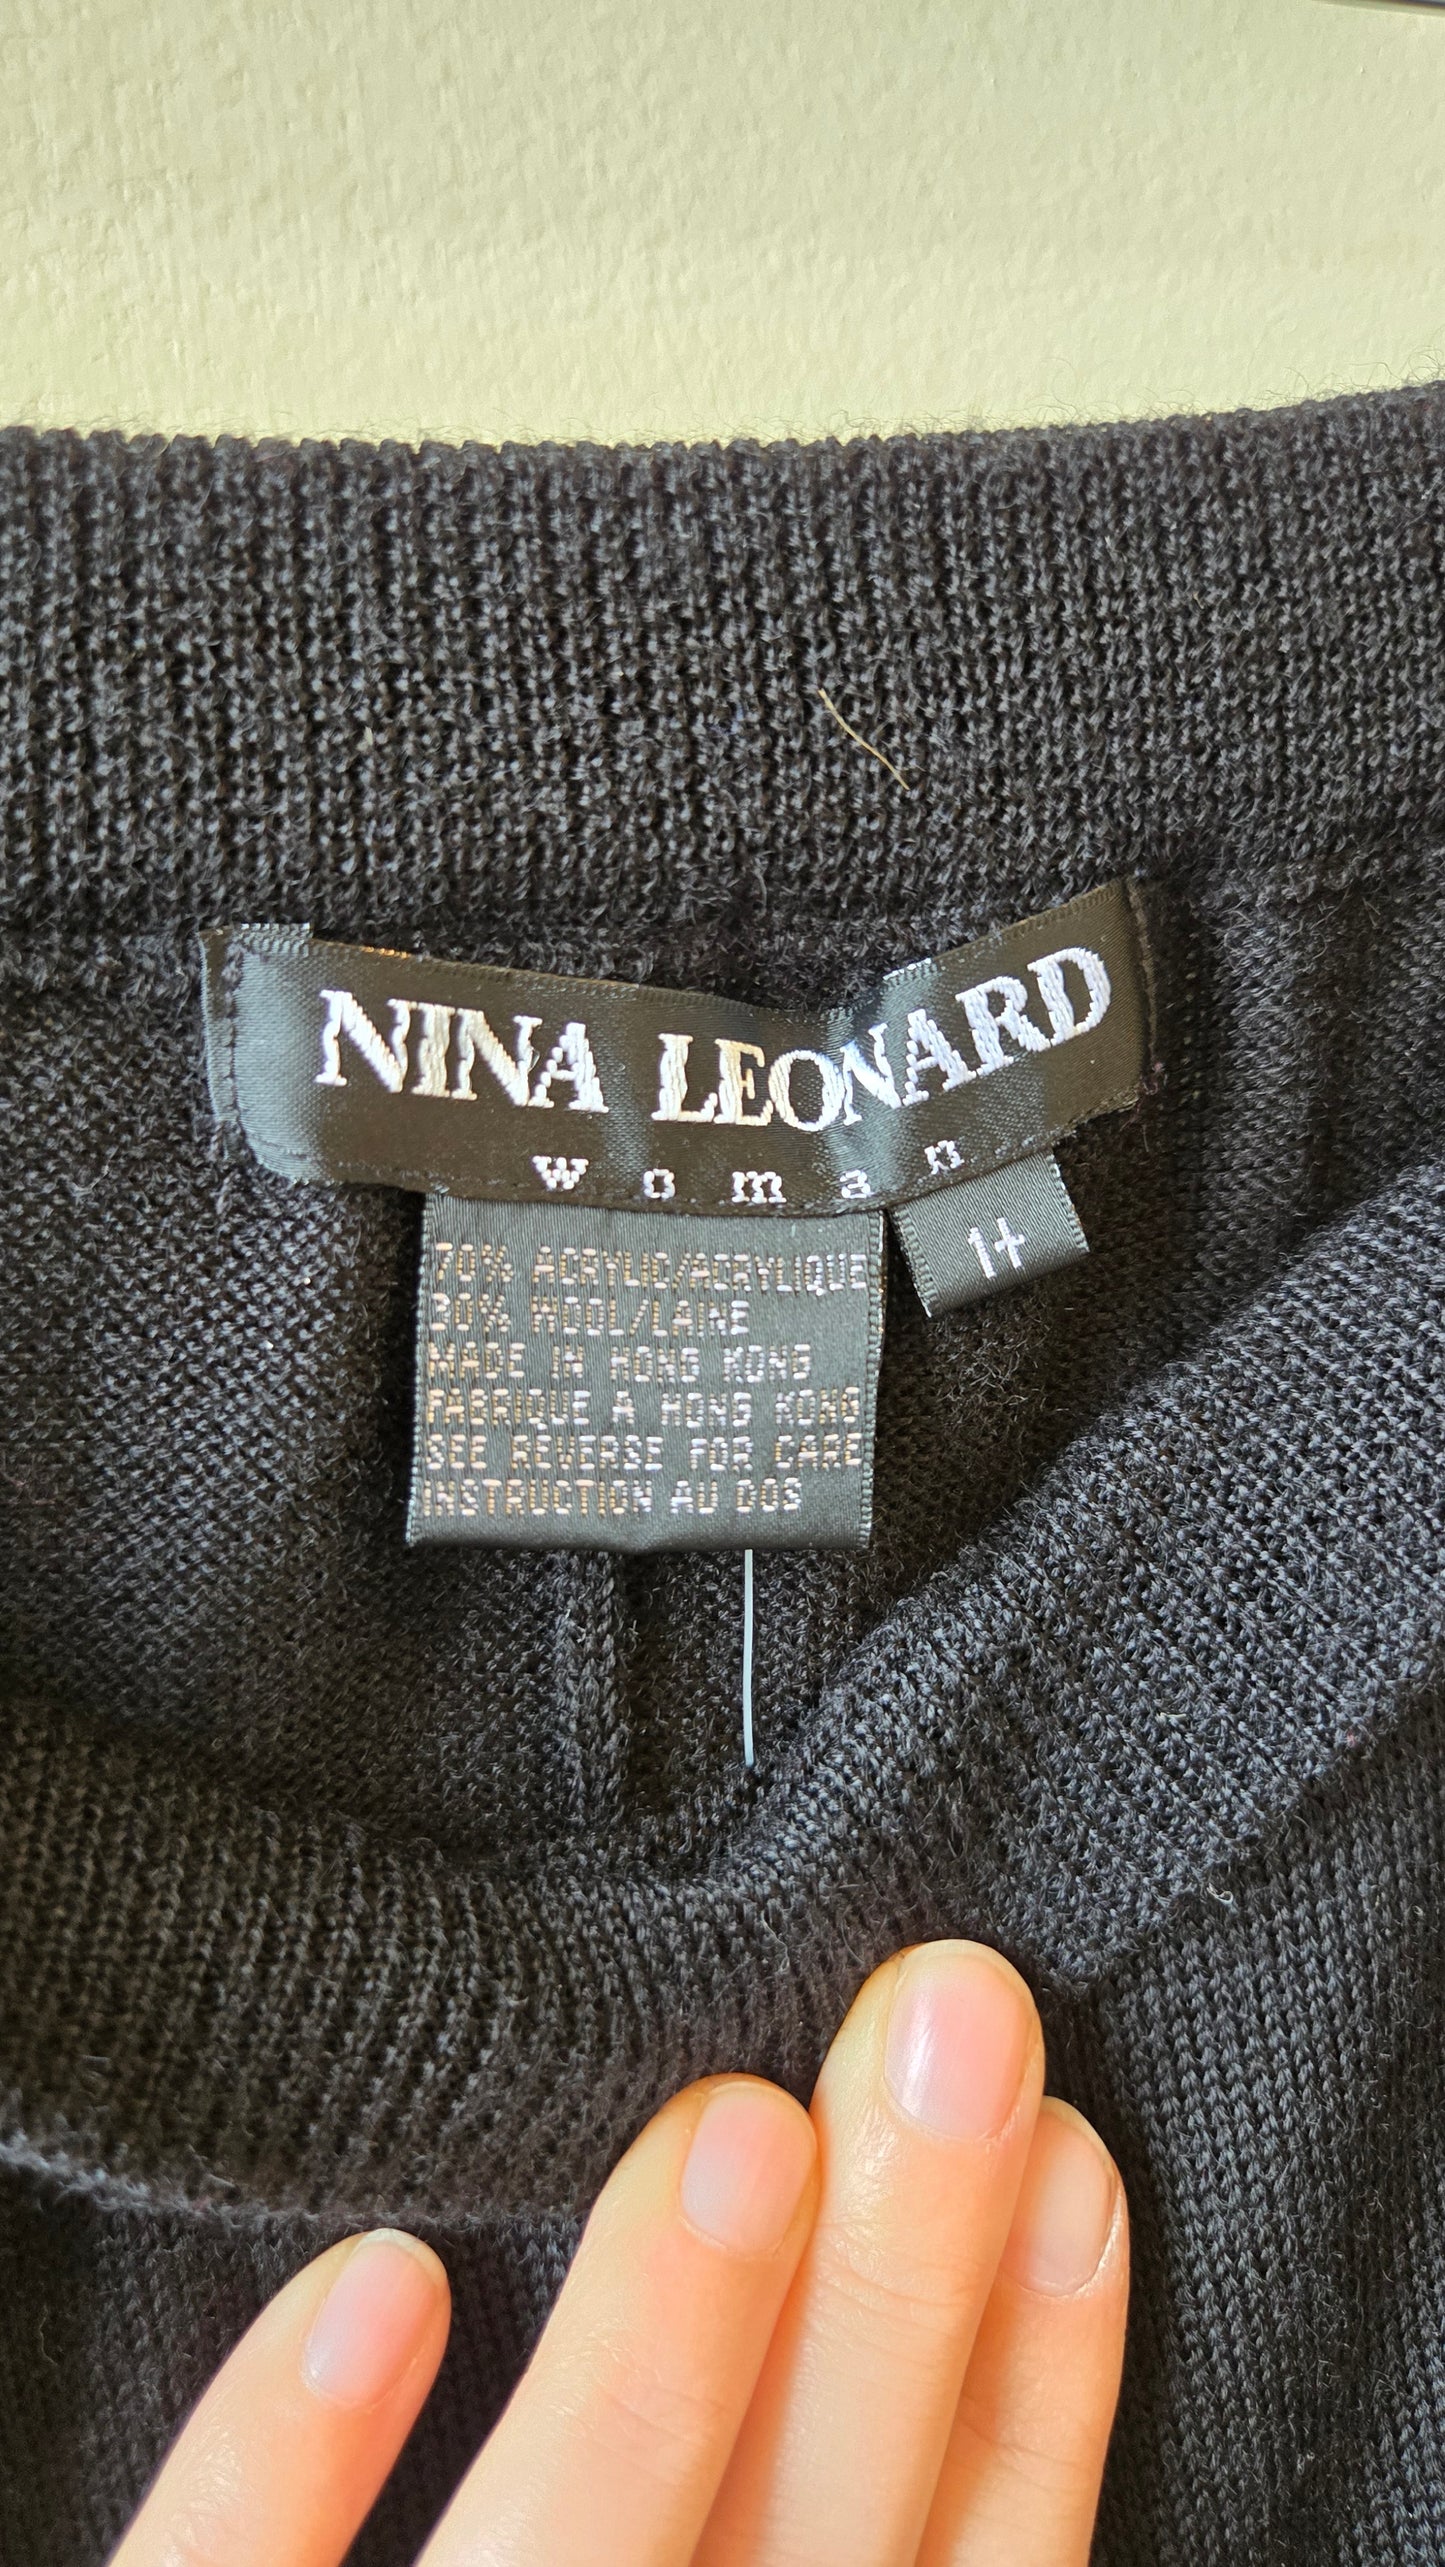 NINA LEONARD
woman
1+
70% ACRYLIC/ACRYLIQUE
30% WOOL/LAINE
MADE IN HONG KONG
FABRIQUE A HONG KONG
SEE REVERSE FOR CARE
INSTRUCTION AU DOS